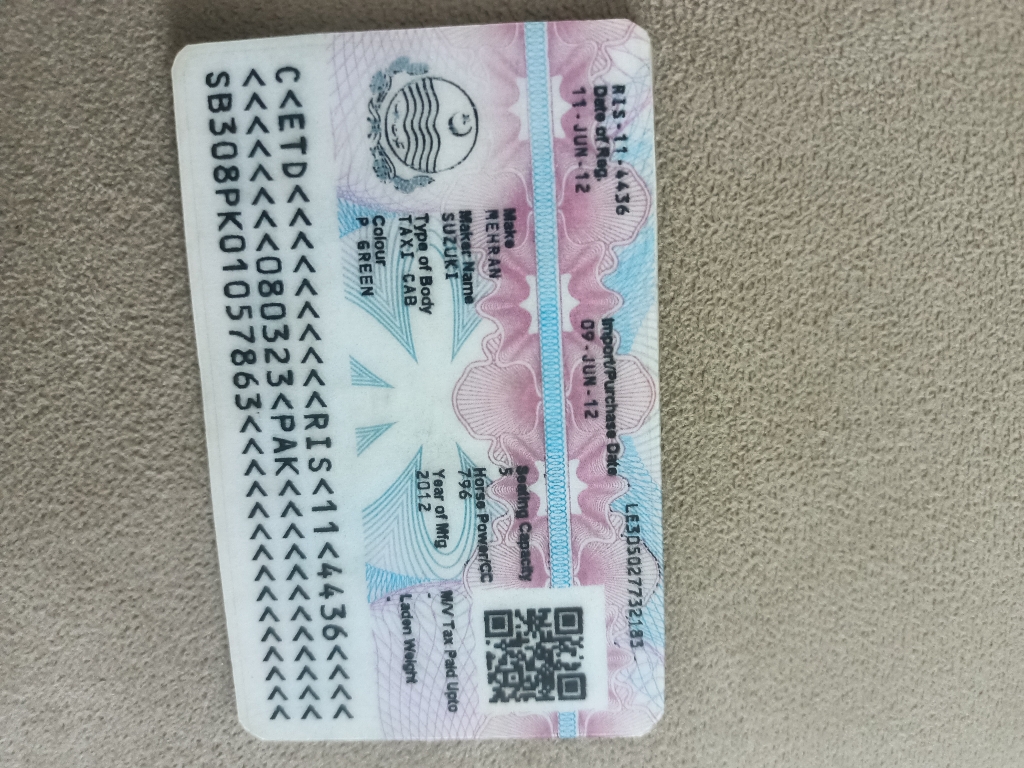 RIS-11-4436
LE3D5027732183
Date of Reg.
Import/Purchase Date
11-JUN-12
09-JUN-12
Make
Seating Capacity
MEHRAN
5
Maker Name
Horse Power/CC
M/V Tax Paid Upto
SUZUKI
796
-
Type of Body
Year of Mfg
Laden Weight
TAXI CAB
2012
-
Colour
P GREEN
C<ETD<<<<<<<<<<RIS<11<4436<<<<
<<<<<<<<080323<PAK<<<<<<<<<<<<
SB308PK01057863<<<<<<<<<<<<<<<